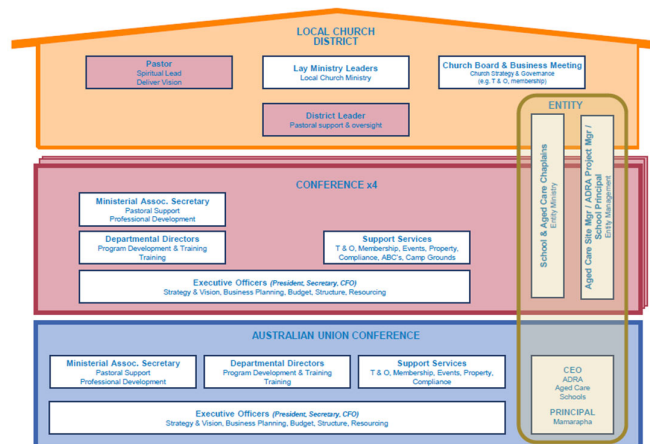 LOCAL CHURCH
DISTRICT
Pastor
Spiritual Lead
Deliver Vision
Lay Ministry Leaders
Local Church Ministry
Church Board & Business Meeting
Church Strategy & Governance
(e.g. T & O, membership)
District Leader
Pastoral support & oversight
ENTITY
School & Aged Care Chaplains
Entity Ministry
Aged Care Site Mgr / ADRA Project Mgr /
School Principal
Entity Management
CONFERENCE x4
Ministerial Assoc. Secretary
Pastoral Support
Professional Development
Departmental Directors
Program Development & Training
Training
Support Services
T & O, Membership, Events, Property,
Compliance, ABC's, Camp Grounds
Executive Officers (President, Secretary, CFO)
Strategy & Vision, Business Planning, Budget, Structure, Resourcing
AUSTRALIAN UNION CONFERENCE
Ministerial Assoc. Secretary
Pastoral Support
Professional Development
Departmental Directors
Program Development & Training
Training
Support Services
T & O, Membership, Events, Property,
Compliance
Executive Officers (President, Secretary, CFO)
Strategy & Vision, Business Planning, Budget, Structure, Resourcing
CEO
ADRA
Aged Care
Schools
PRINCIPAL
Mamarapha